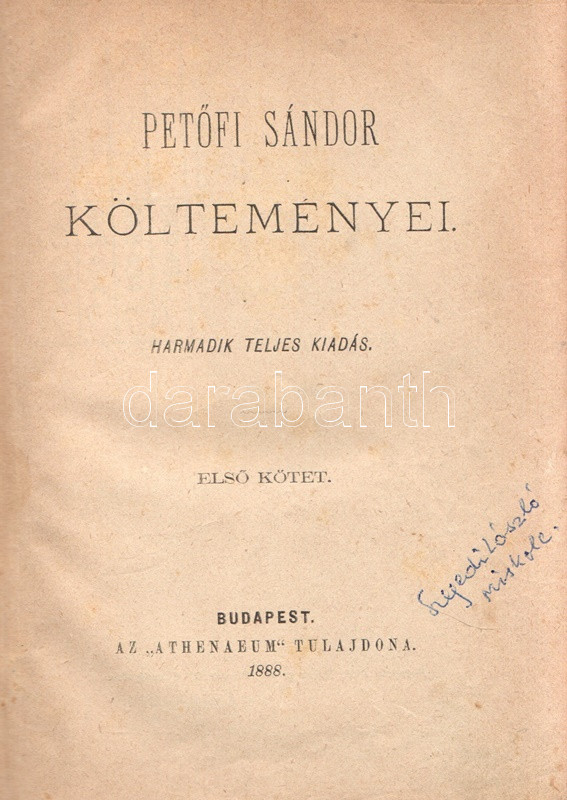 PETŐFI SÁNDOR
KÖLTEMÉNYEI.
HARMADIK TELJES KIADÁS.
darabanth
ELSŐ KÖTET.
Szegedi László
Miskolc.
BUDAPEST.
AZ „ATHENAEUM“ TULAJDONA.
1888.